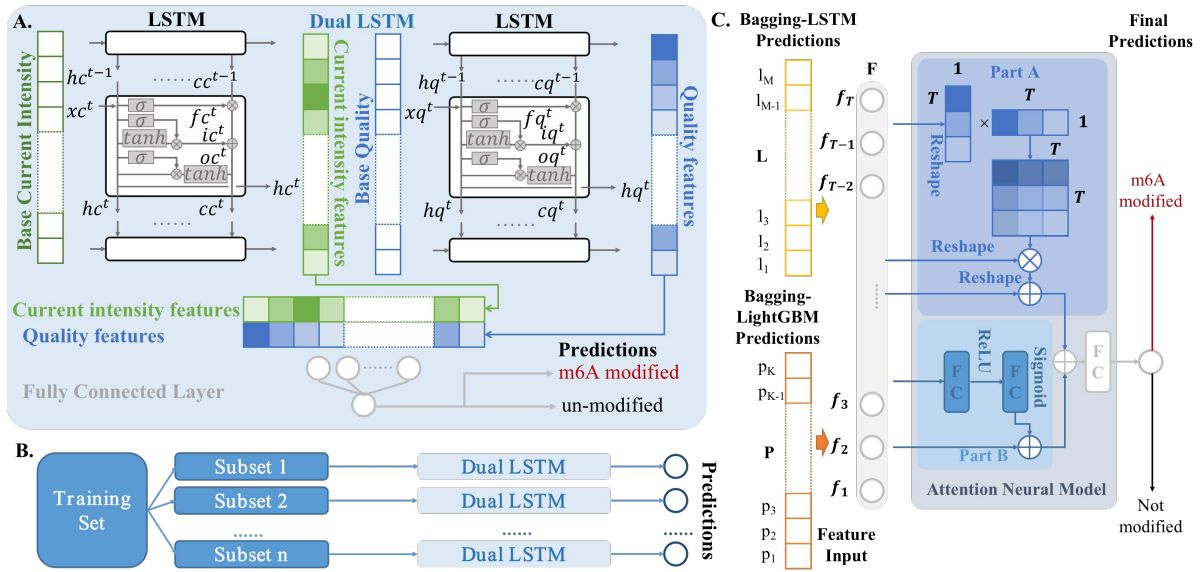 A.
LSTM
Dual LSTM
LSTM
Base Current Intensity
hc^{t-1}
......
cc^{t-1}
xc^t
σ
σ
fc^t
tanh
ic^t
σ
oc^t
tanh
hc^t
hc^t
cc^t
......
Current intensity features
Base Quality
hq^{t-1}
......
cq^{t-1}
xq^t
σ
σ
fq^t
tanh
iq^t
σ
oq^t
tanh
hq^t
hq^t
cq^t
......
Quality features
Current intensity features
Quality features
......
Fully Connected Layer
Predictions
m6A modified
un-modified
B.
Training
Set
Subset 1
Dual LSTM
Subset 2
Dual LSTM
......
......
......
Subset n
Dual LSTM
Predictions
C.
Bagging-LSTM
Predictions
l_M
l_{M-1}
L
l_3
l_2
l_1
Bagging-
LightGBM
Predictions
p_K
p_{K-1}
P
p_3
p_2
p_1
F
f_T
f_{T-1}
f_{T-2}
......
f_3
f_2
f_1
Feature
Input
Part A
1
T
×
T
1
Reshape
T
T
Reshape
Reshape
FC
ReLU
FC
Sigmoid
Part B
FC
Attention Neural Model
Final
Predictions
m6A
modified
Not
modified